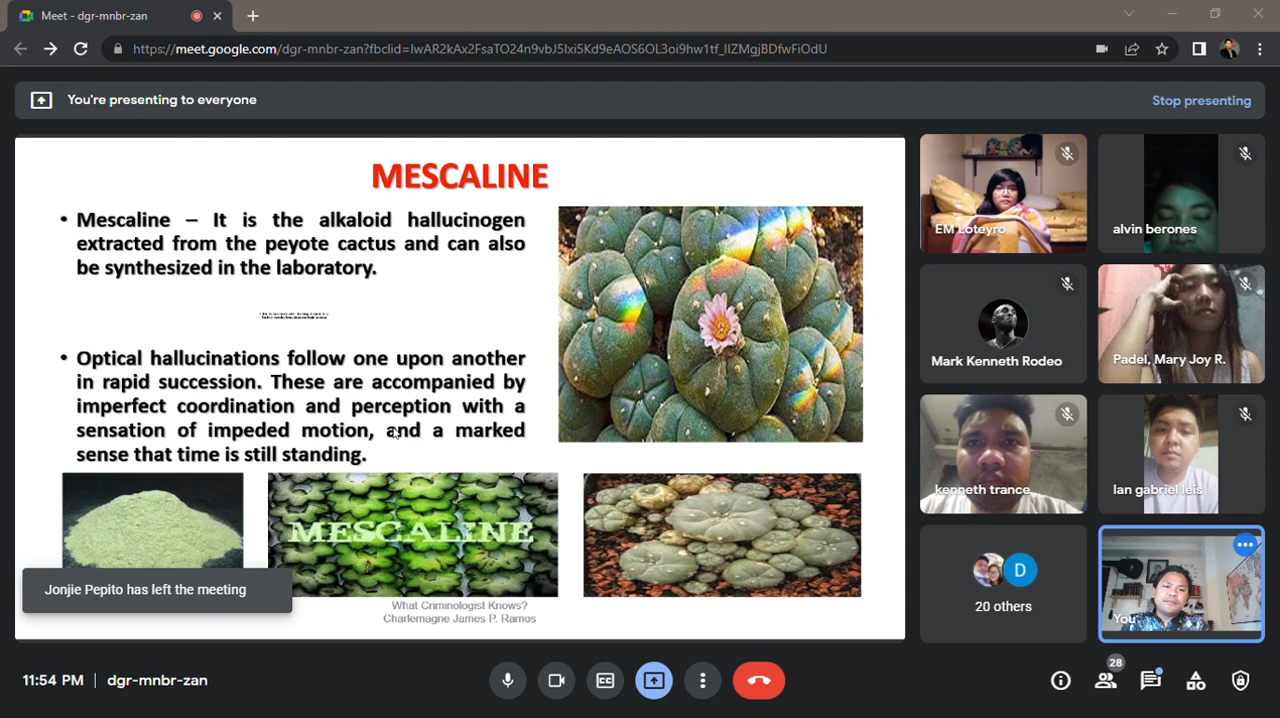 Meet - dgr-mnbr-zan
https://meet.google.com/dgr-mnbr-zan?fbclid=IwAR2kAx2FsaTO24n9vbJ5lxi5Kd9eAOS6OL3oi9hw1tf_IIZMgjBDfwFiOdU
You're presenting to everyone
Stop presenting
MESCALINE
• Mescaline – It is the alkaloid hallucinogen
extracted from the peyote cactus and can also
be synthesized in the laboratory.
• Optical hallucinations follow one upon another
in rapid succession. These are accompanied by
imperfect coordination and perception with a
sensation of impeded motion, and a marked
sense that time is still standing.
MESCALINE
Jonjie Pepito has left the meeting
What Criminologist Knows?
Charlemagne James P. Ramos
EM Loteyro
alvin berones
Mark Kenneth Rodeo
Padel, Mary Joy R.
kenneth trance
Ian gabriel leis
D
20 others
You
11:54 PM | dgr-mnbr-zan
28